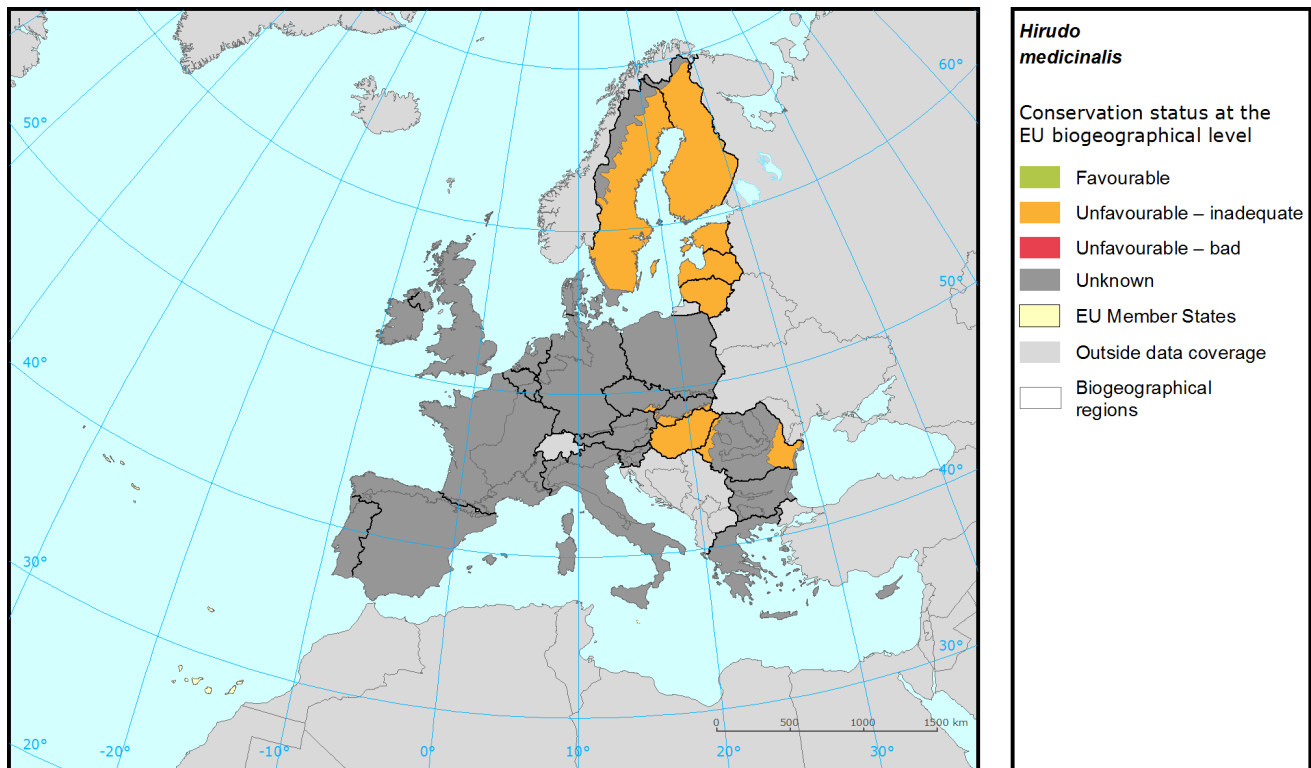 60°
50°
50°
40°
40°
30°
30°
20°
-20°
-10°
0°
10°
20°
30°
0
500
1000
1500 km
Hirudo
medicinalis
Conservation status at the
EU biogeographical level
Favourable
Unfavourable – inadequate
Unfavourable – bad
Unknown
EU Member States
Outside data coverage
Biogeographical
regions